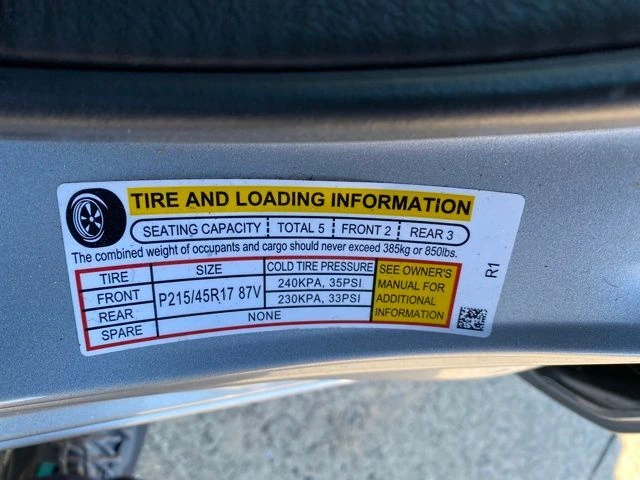 TIRE AND LOADING INFORMATION
SEATING CAPACITY TOTAL 5 FRONT 2 REAR 3
The combined weight of occupants and cargo should never exceed 385kg or 850lbs.
TIRE SIZE COLD TIRE PRESSURE
FRONT P215/45R17 87V 240KPA, 35PSI
REAR 230KPA, 33PSI
SPARE NONE
SEE OWNER'S
MANUAL FOR
ADDITIONAL
INFORMATION
R1